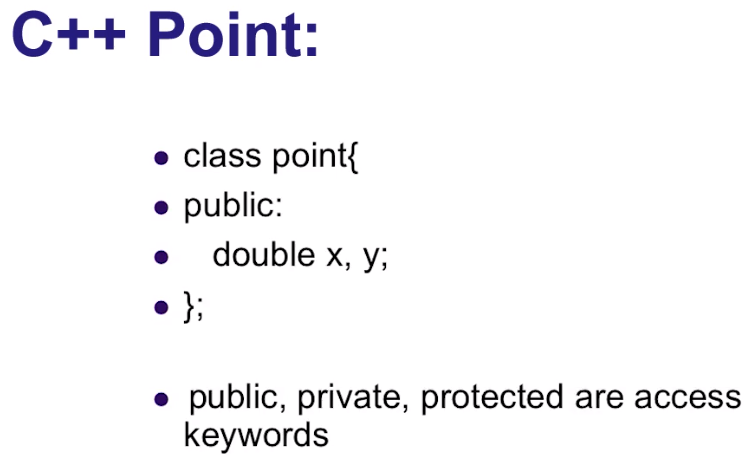 C++ Point:
• class point{
• public:
• double x, y;
• };
• public, private, protected are access
keywords